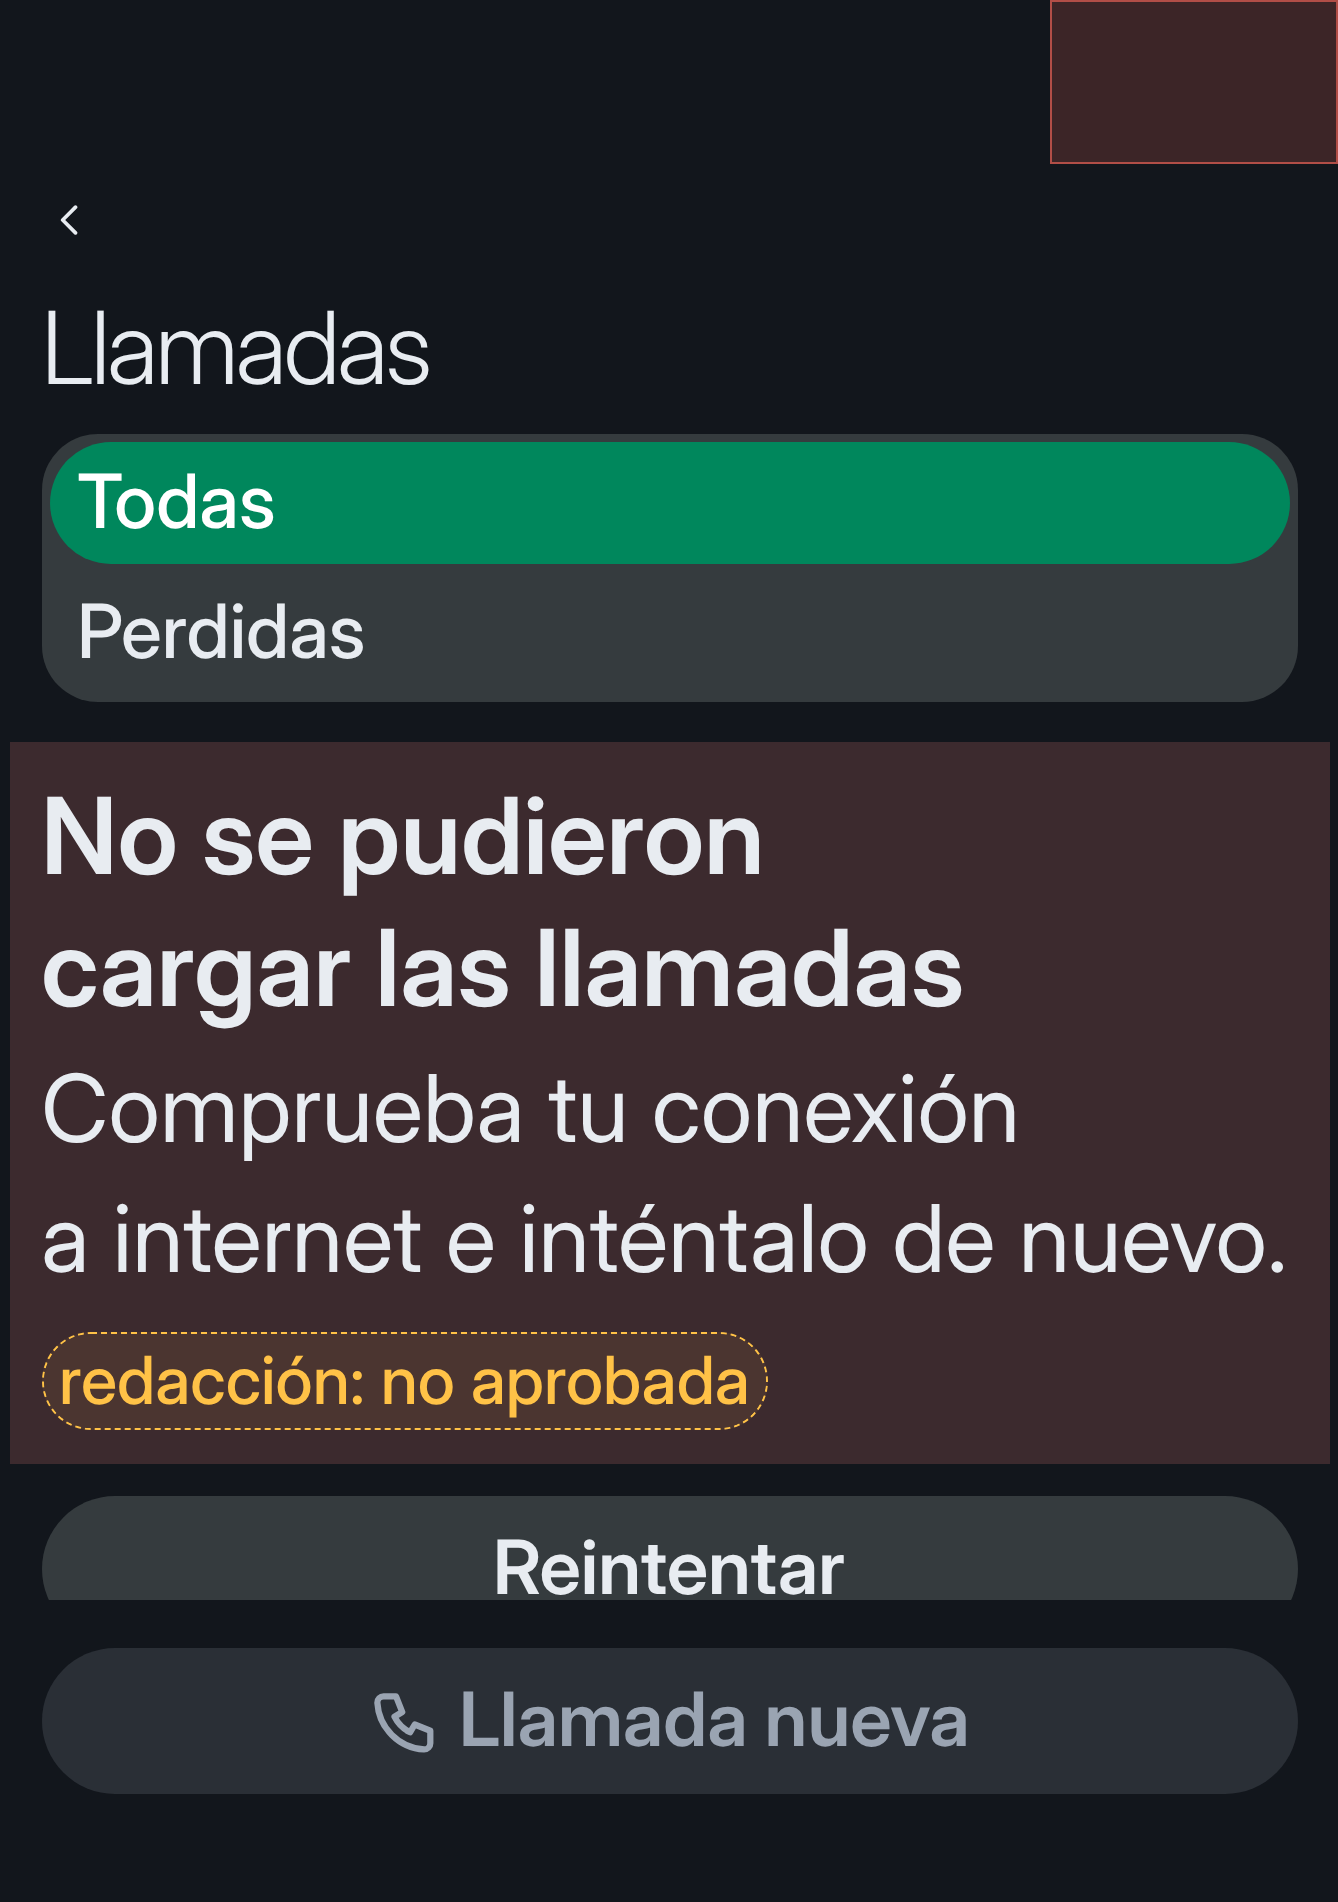 Llamadas
Todas
Perdidas
No se pudieron
cargar las llamadas
Comprueba tu conexión
a internet e inténtalo de nuevo.
redacción: no aprobada
Reintentar
Llamada nueva